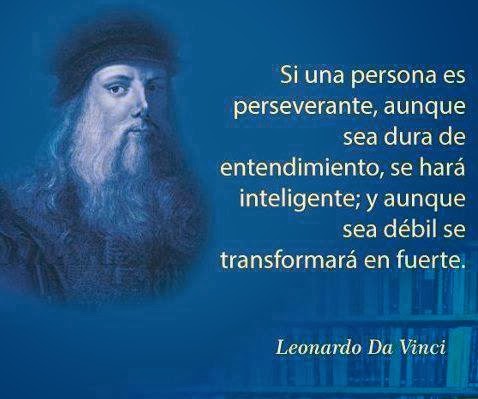 Si una persona es
perseverante, aunque
sea dura de
entendimiento, se hará
inteligente; y aunque
sea débil se
transformará en fuerte.
Leonardo Da Vinci